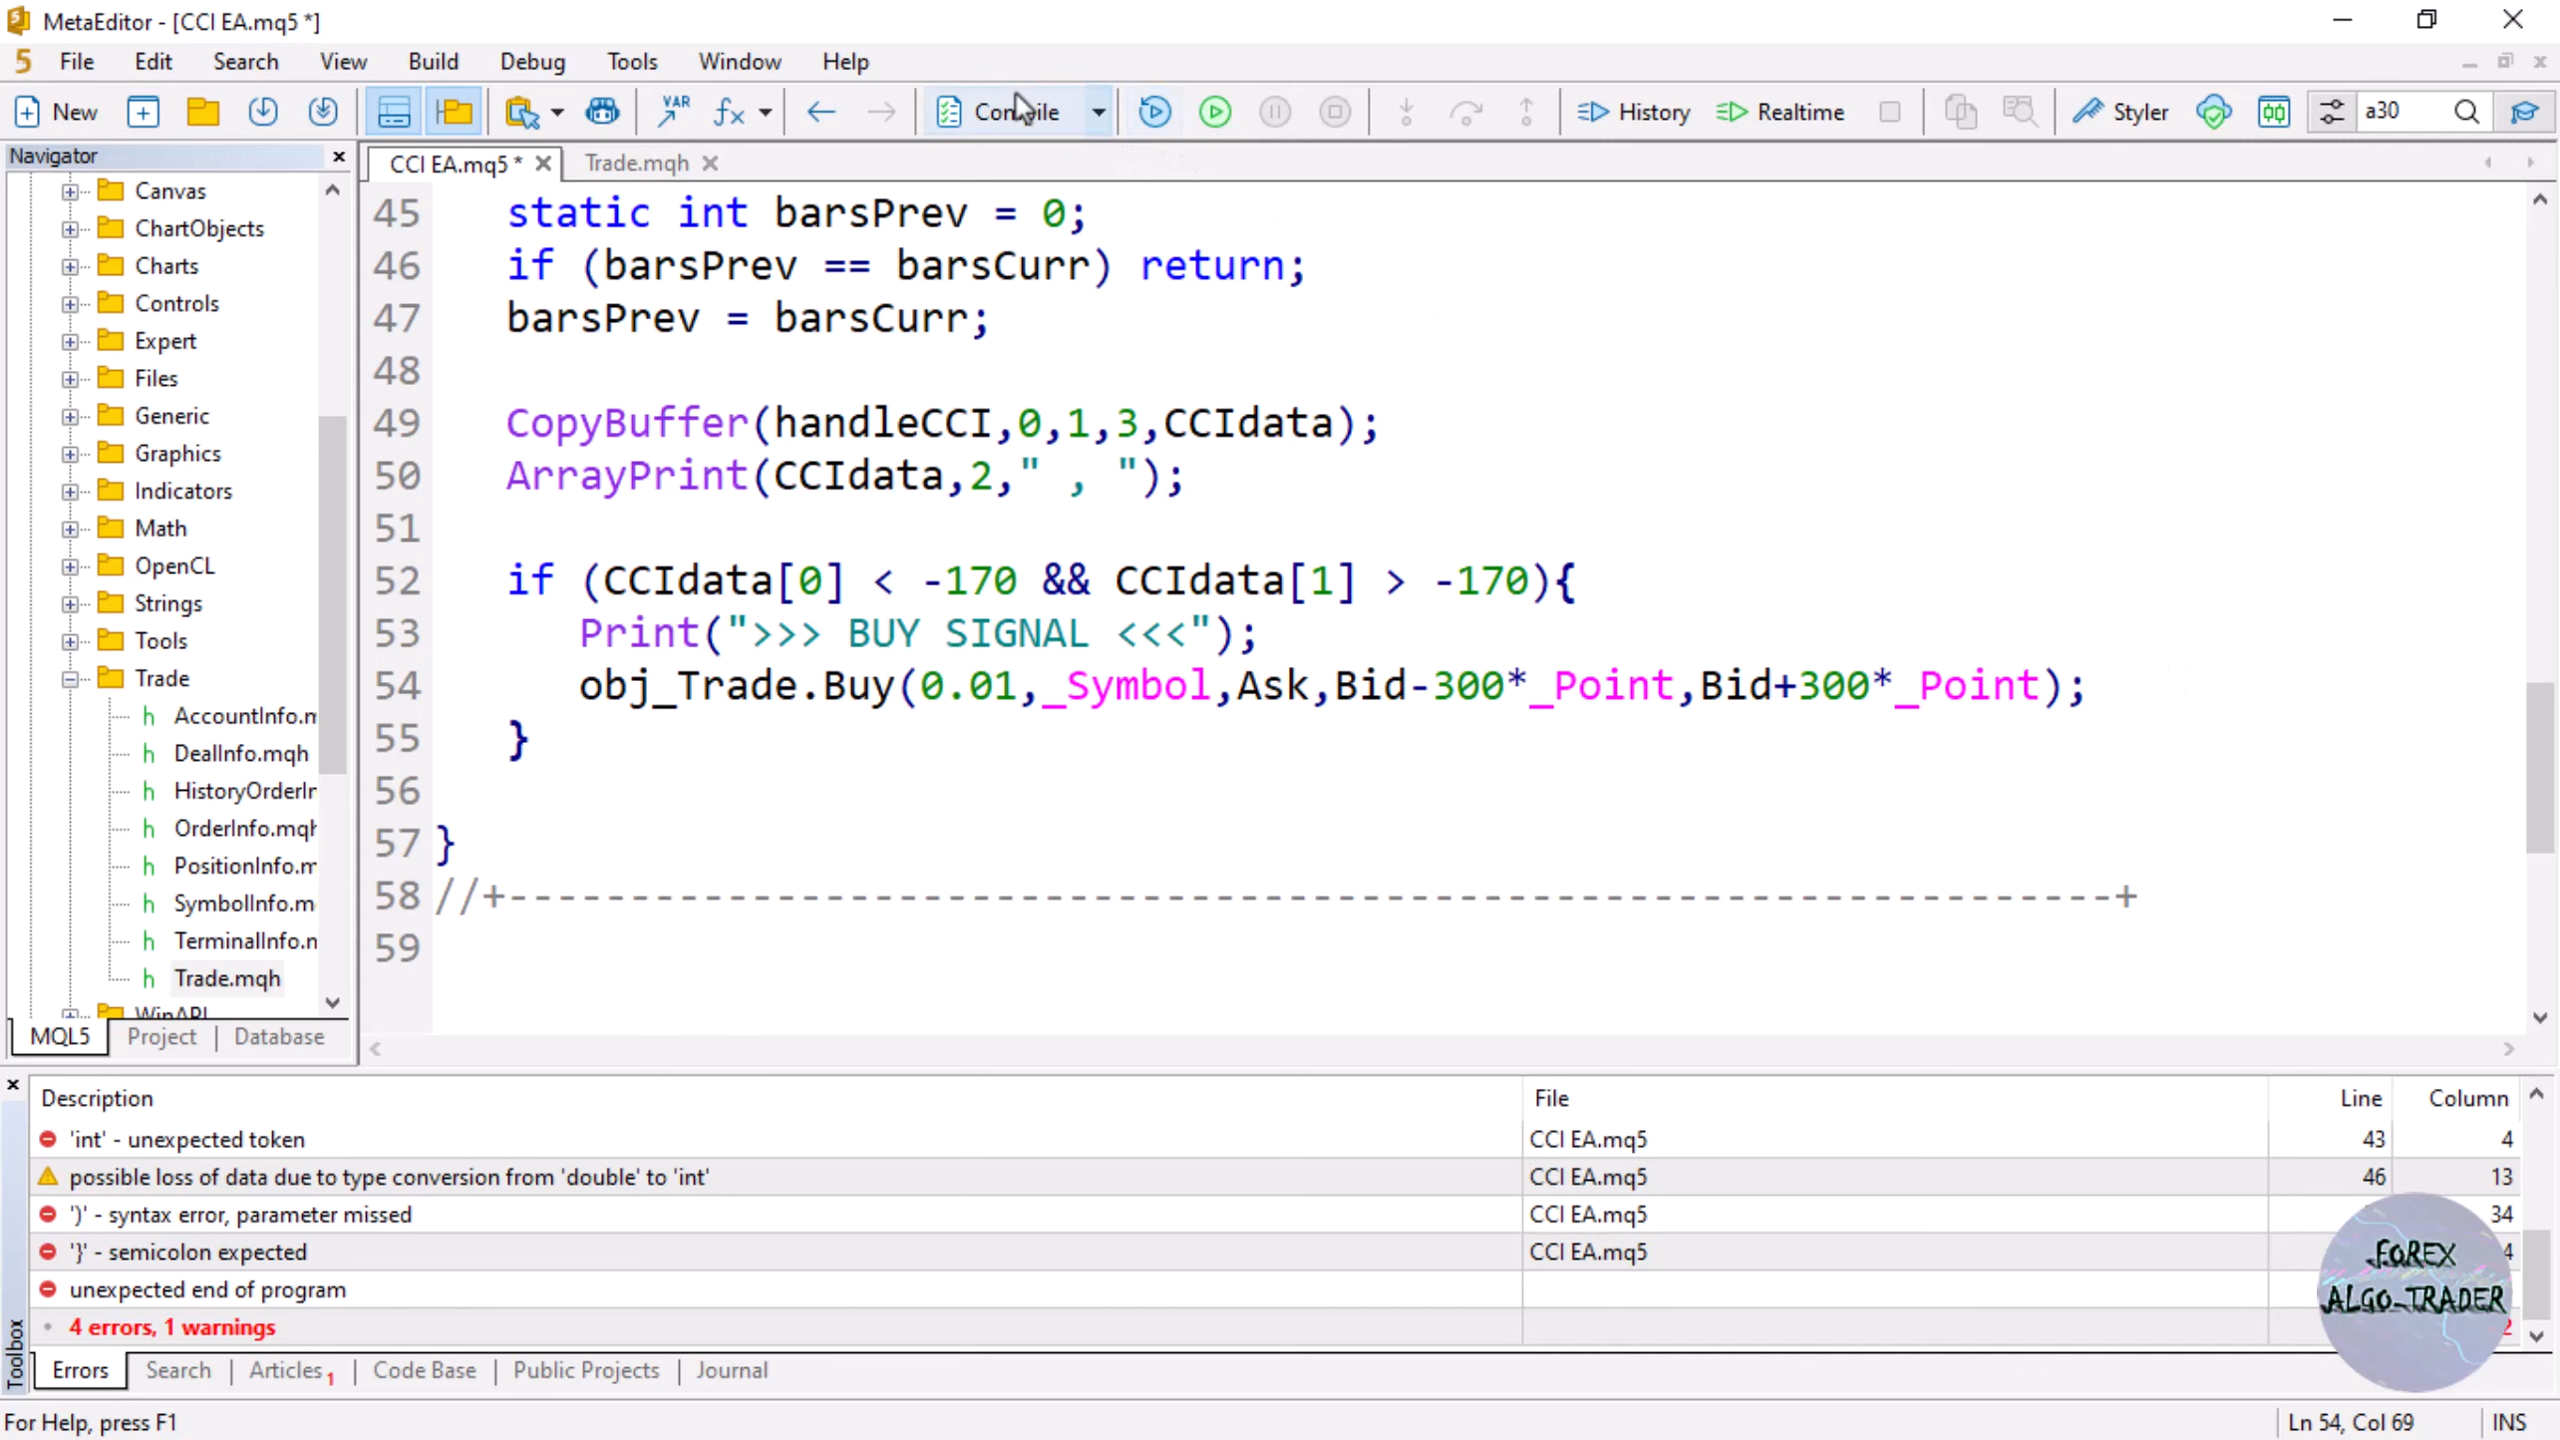 MetaEditor - [CCI EA.mq5 *]
File Edit Search View Build Debug Tools Window Help
New VAR fx Compile History Realtime Styler a30
Navigator
CCI EA.mq5 * Trade.mqh
Canvas
ChartObjects
Charts
Controls
Expert
Files
Generic
Graphics
Indicators
Math
OpenCL
Strings
Tools
Trade
AccountInfo.m
DealInfo.mqh
HistoryOrderIn
OrderInfo.mqh
PositionInfo.m
SymbolInfo.m
TerminalInfo.m
Trade.mqh
WinAPI
MQL5 Project Database
45 static int barsPrev = 0;
46 if (barsPrev == barsCurr) return;
47 barsPrev = barsCurr;
48
49 CopyBuffer(handleCCI,0,1,3,CCIdata);
50 ArrayPrint(CCIdata,2," , ");
51
52 if (CCIdata[0] < -170 && CCIdata[1] > -170){
53 Print(">>> BUY SIGNAL <<<");
54 obj_Trade.Buy(0.01,_Symbol,Ask,Bid-300*_Point,Bid+300*_Point);
55 }
56
57 }
58 //+------------------------------------------------------------------+
59
Description File Line Column
'int' - unexpected token CCI EA.mq5 43 4
possible loss of data due to type conversion from 'double' to 'int' CCI EA.mq5 46 13
')' - syntax error, parameter missed CCI EA.mq5 34
'}' - semicolon expected CCI EA.mq5 4
unexpected end of program
4 errors, 1 warnings 2
FOREX
ALGO-TRADER
Toolbox
Errors Search Articles 1 Code Base Public Projects Journal
For Help, press F1 Ln 54, Col 69 INS